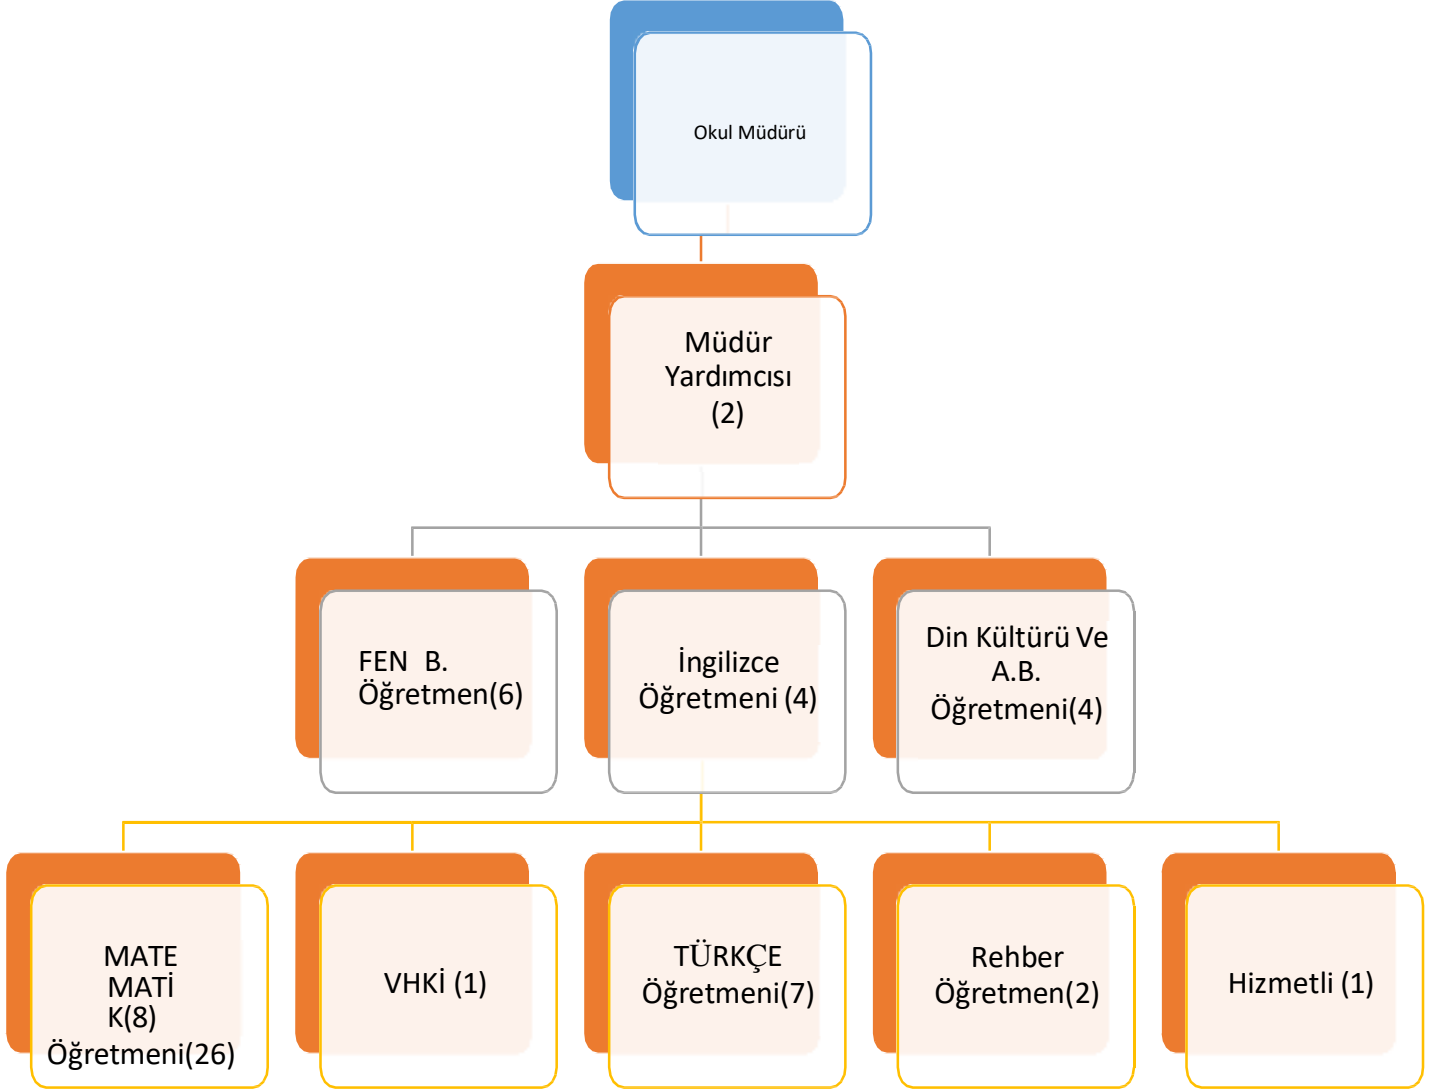 Okul Müdürü
Müdür
Yardımcısı
(2)
FEN B.
Öğretmen(6)
İngilizce
Öğretmeni (4)
Din Kültürü Ve
A.B.
Öğretmeni(4)
MATE
MATİ
K(8)
Öğretmeni(26)
VHKİ (1)
TÜRKÇE
Öğretmeni(7)
Rehber
Öğretmen(2)
Hizmetli (1)